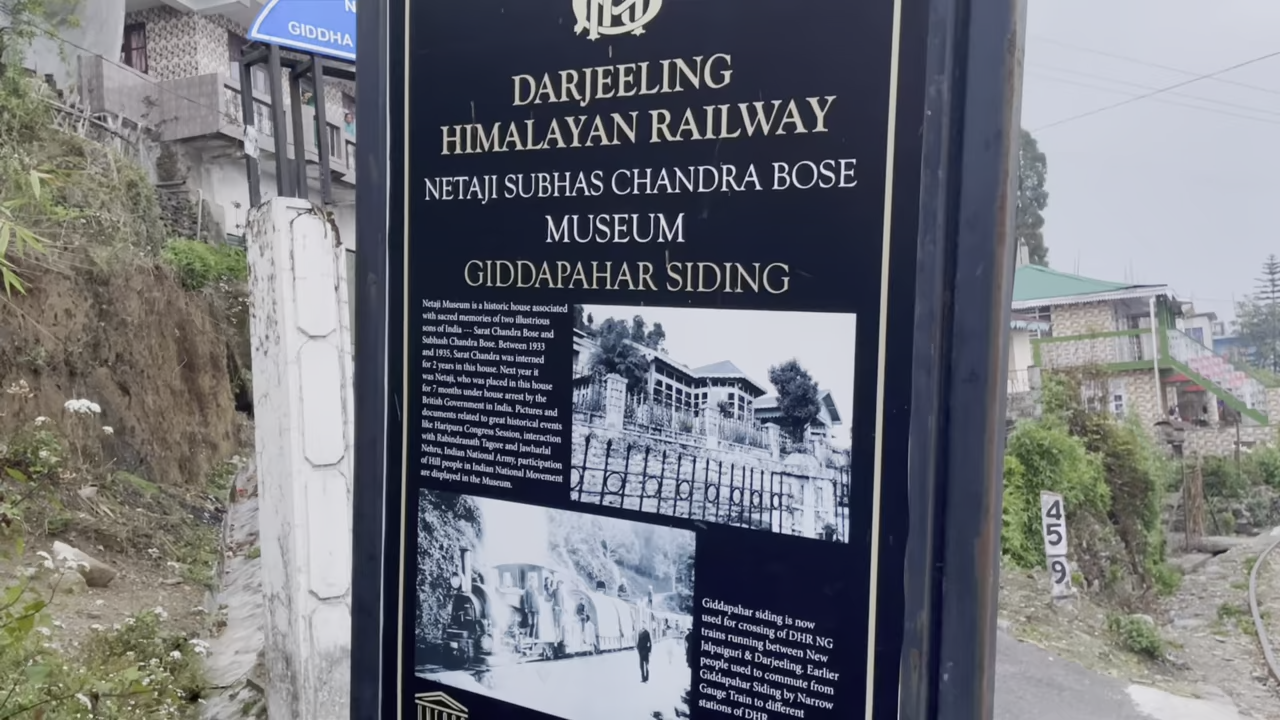 GIDDHA
DARJEELING
HIMALAYAN RAILWAY
NETAJI SUBHAS CHANDRA BOSE
MUSEUM
GIDDAPAHAR SIDING
Netaji Museum is a historic house associated
with sacred memories of two illustrious
sons of India --- Sarat Chandra Bose and
Subhash Chandra Bose. Between 1933
and 1935, Sarat Chandra was interned
for 2 years in this house. Next year it
was Netaji, who was placed in this house
for 7 months under house arrest by the
British Government in India. Pictures and
documents related to great historical events
like Haripura Congress Session, interaction
with Rabindranath Tagore and Jawharlal
Nehru, Indian National Army, participation
of Hill people in Indian National Movement
are displayed in the Museum.
Giddapahar siding is now
used for crossing of DHR NG
trains running between New
Jalpaiguri & Darjeeling. Earlier
people used to commute from
Giddapahar Siding by Narrow
Gauge Train to different
stations of DHR
4
5
9